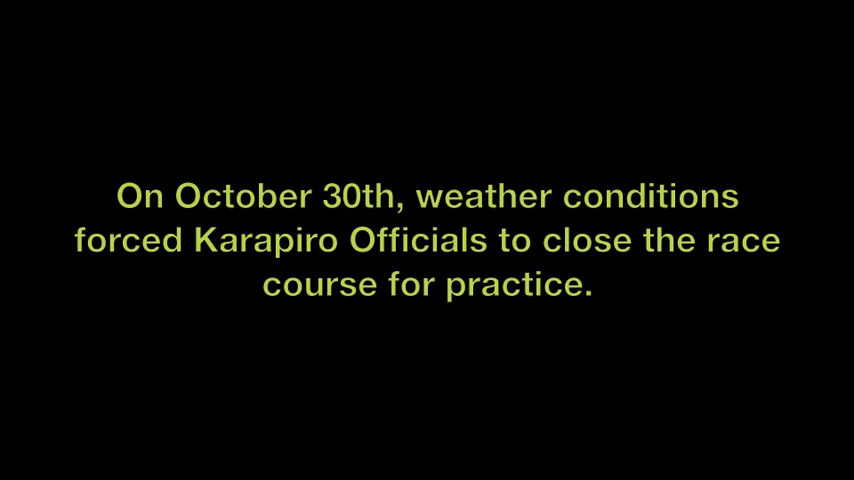 On October 30th, weather conditions
forced Karapiro Officials to close the race
course for practice.